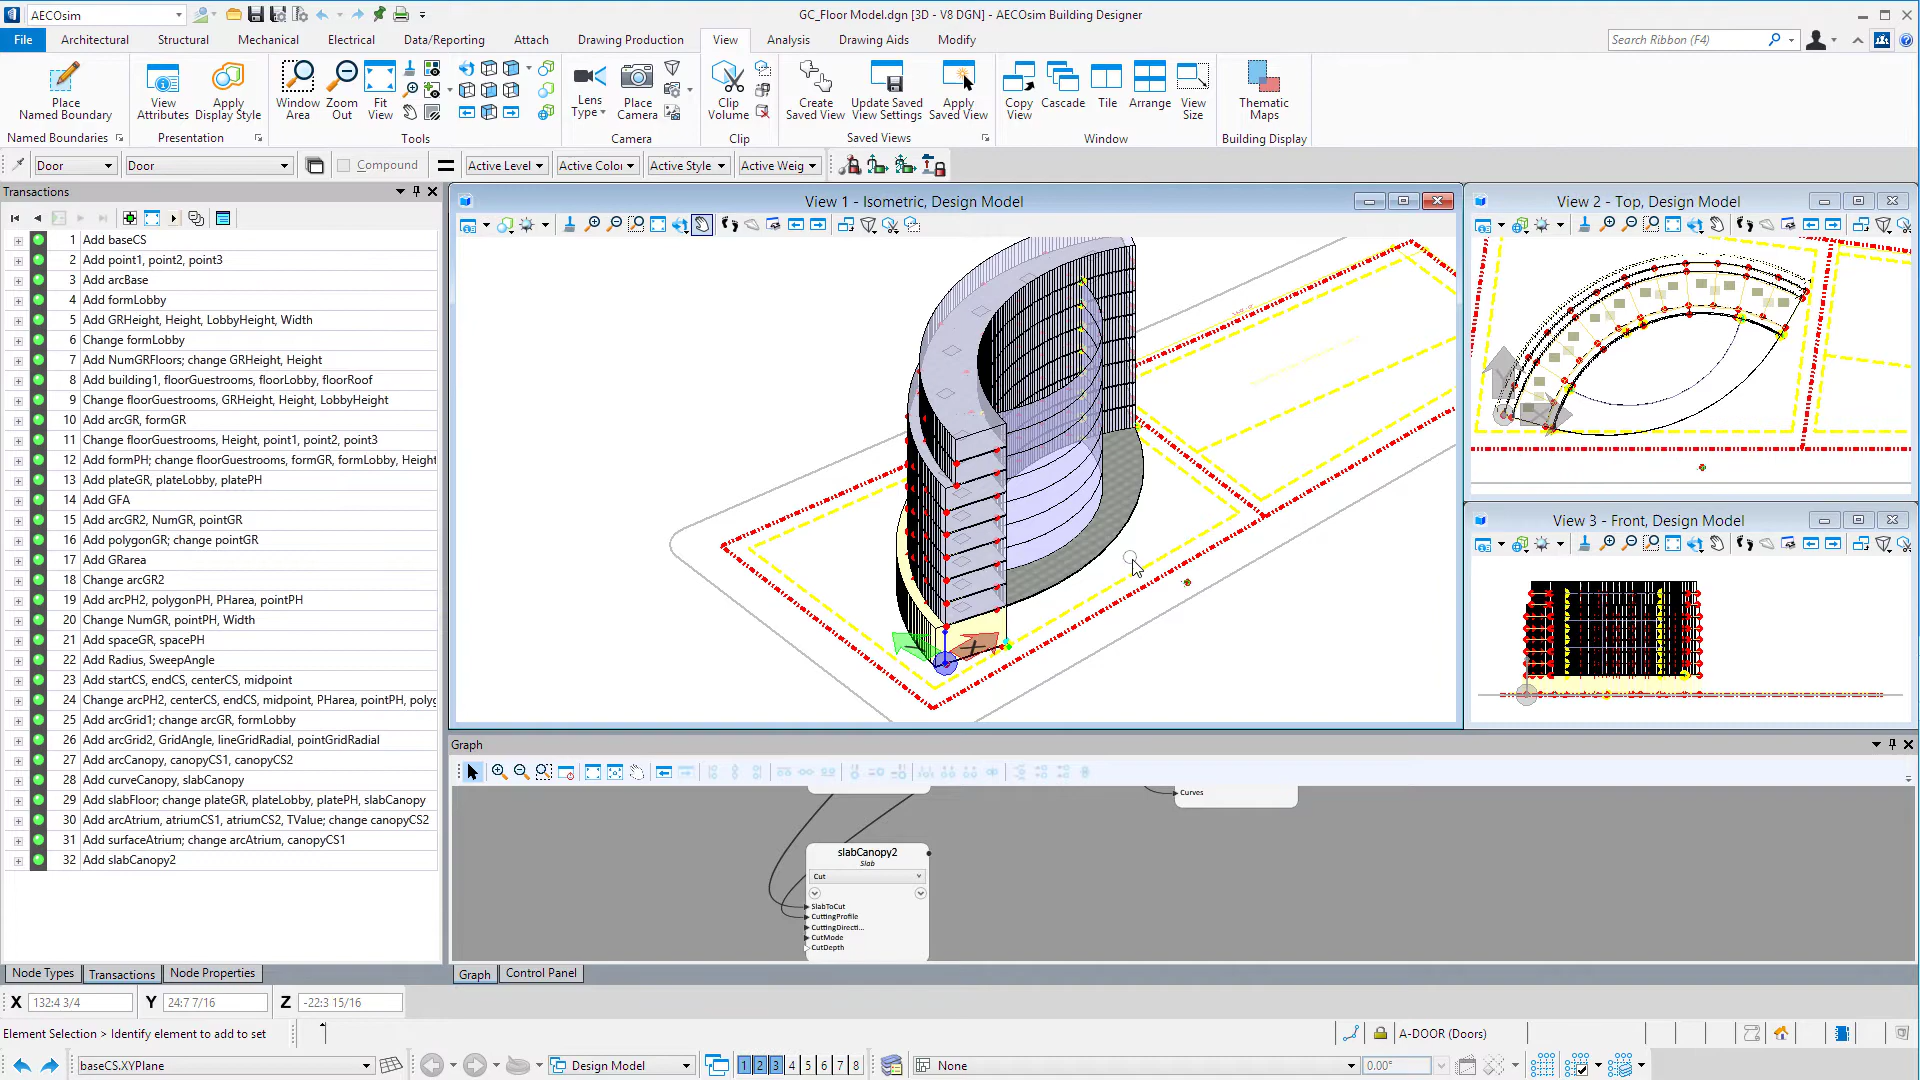 AECOsim
GC_Floor Model.dgn [3D - V8 DGN] - AECOsim Building Designer
File
Architectural
Structural
Mechanical
Electrical
Data/Reporting
Attach
Drawing Production
View
Analysis
Drawing Aids
Modify
Search Ribbon (F4)
Place
Named Boundary
Named Boundaries
View
Attributes
Apply
Display Style
Presentation
Window
Area
Zoom
Out
Fit
View
Tools
Lens
Type
Place
Camera
Camera
Clip
Volume
Clip
Create
Saved View
Update Saved
View Settings
Apply
Saved View
Saved Views
Copy
View
Cascade
Tile
Arrange
View
Size
Window
Thematic
Maps
Building Display
Door
Door
Compound
Active Level
Active Color
Active Style
Active Weig
Transactions
1 Add baseCS
2 Add point1, point2, point3
3 Add arcBase
4 Add formLobby
5 Add GRHeight, Height, LobbyHeight, Width
6 Change formLobby
7 Add NumGRFloors; change GRHeight, Height
8 Add building1, floorGuestrooms, floorLobby, floorRoof
9 Change floorGuestrooms, GRHeight, Height, LobbyHeight
10 Add arcGR, formGR
11 Change floorGuestrooms, Height, point1, point2, point3
12 Add formPH; change floorGuestrooms, formGR, formLobby, Height
13 Add plateGR, plateLobby, platePH
14 Add GFA
15 Add arcGR2, NumGR, pointGR
16 Add polygonGR; change pointGR
17 Add GRarea
18 Change arcGR2
19 Add arcPH2, polygonPH, PHarea, pointPH
20 Change NumGR, pointPH, Width
21 Add spaceGR, spacePH
22 Add Radius, SweepAngle
23 Add startCS, endCS, centerCS, midpoint
24 Change arcPH2, centerCS, endCS, midpoint, PHarea, pointPH, polyg
25 Add arcGrid1; change arcGR, formLobby
26 Add arcGrid2, GridAngle, lineGridRadial, pointGridRadial
27 Add arcCanopy, canopyCS1, canopyCS2
28 Add curveCanopy, slabCanopy
29 Add slabFloor; change plateGR, plateLobby, platePH, slabCanopy
30 Add arcAtrium, atriumCS1, atriumCS2, TValue; change canopyCS2
31 Add surfaceAtrium; change arcAtrium, canopyCS1
32 Add slabCanopy2
Node Types
Transactions
Node Properties
View 1 - Isometric, Design Model
X
View 2 - Top, Design Model
View 3 - Front, Design Model
Graph
Curves
slabCanopy2
Slab
Cut
SlabToCut
CuttingProfile
CuttingDirecti...
CutMode
CutDepth
Graph
Control Panel
X 132:4 3/4 Y 24:7 7/16 Z -22:3 15/16
Element Selection > Identify element to add to set
A-DOOR (Doors)
baseCS.XYPlane
Design Model
1 2 3 4 5 6 7 8
None
0.00°